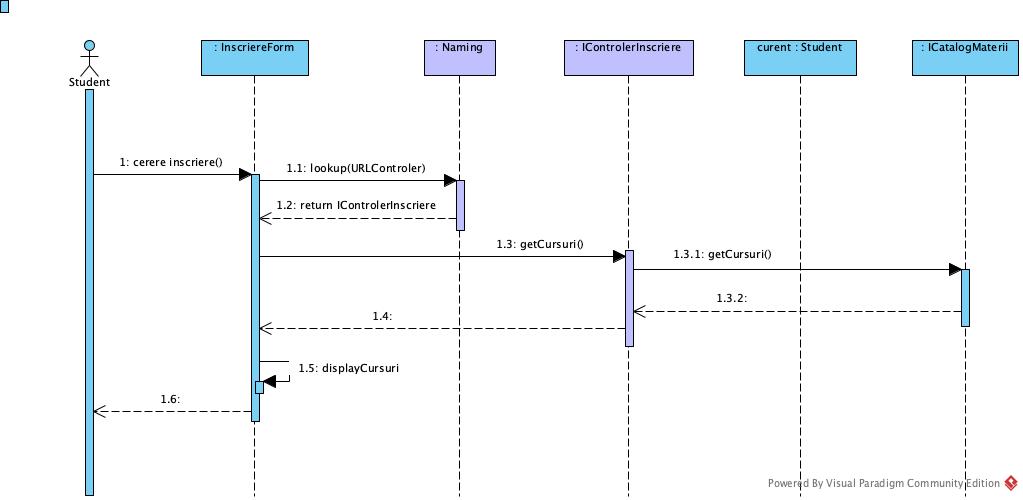 : InscriereForm
: Naming
: IControlerInscriere
curent : Student
: ICatalogMaterii
Student
1: cerere inscriere()
1.1: lookup(URLControler)
1.2: return IControlerInscriere
1.3: getCursuri()
1.3.1: getCursuri()
1.3.2:
1.4:
1.5: displayCursuri
1.6:
Powered By Visual Paradigm Community Edition